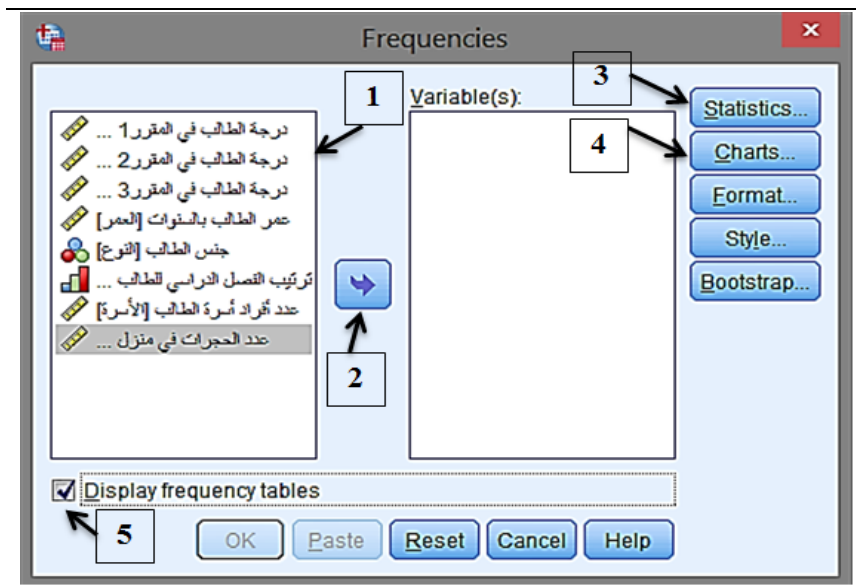 Frequencies
1
Variable(s):
3
Statistics...
درجة الطالب في المقرر1 ...
درجة الطالب في المقرر2 ...
درجة الطالب في المقرر3 ...
عمر الطالب بالسنوات [العمر]
جنس الطالب [النوع]
ترتيب الفصل الدراسي للطالب ...
عدد أفراد أسرة الطالب [الأسرة]
عدد الحجرات في منزل ...
4
Charts...
Format...
Style...
Bootstrap...
2
Display frequency tables
5
OK
Paste
Reset
Cancel
Help